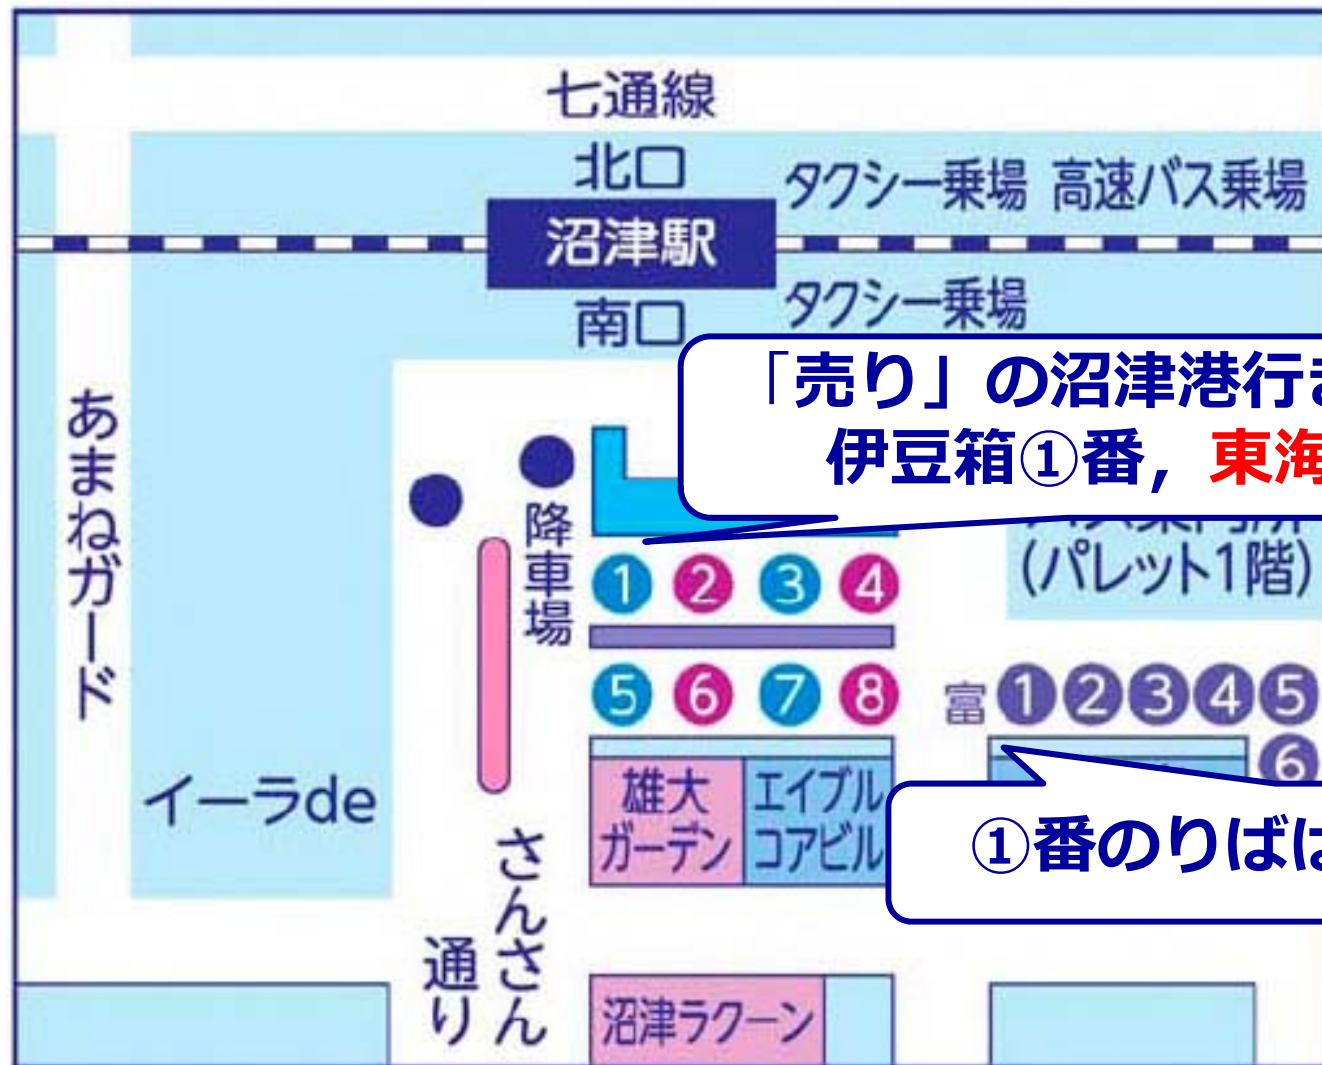 七通線
北口
タクシー乗場 高速バス乗場
沼津駅
南口
タクシー乗場
「売り」の沼津港行き
伊豆箱①番，東海
あまねガード
降車場
(パレット1階)
1 2 3 4
5 6 7 8
富 1 2 3 4 5
6
イーラde
雄大
ガーデン
エイブル
コアビル
①番のりばは
さんさん
通り
沼津ラクーン